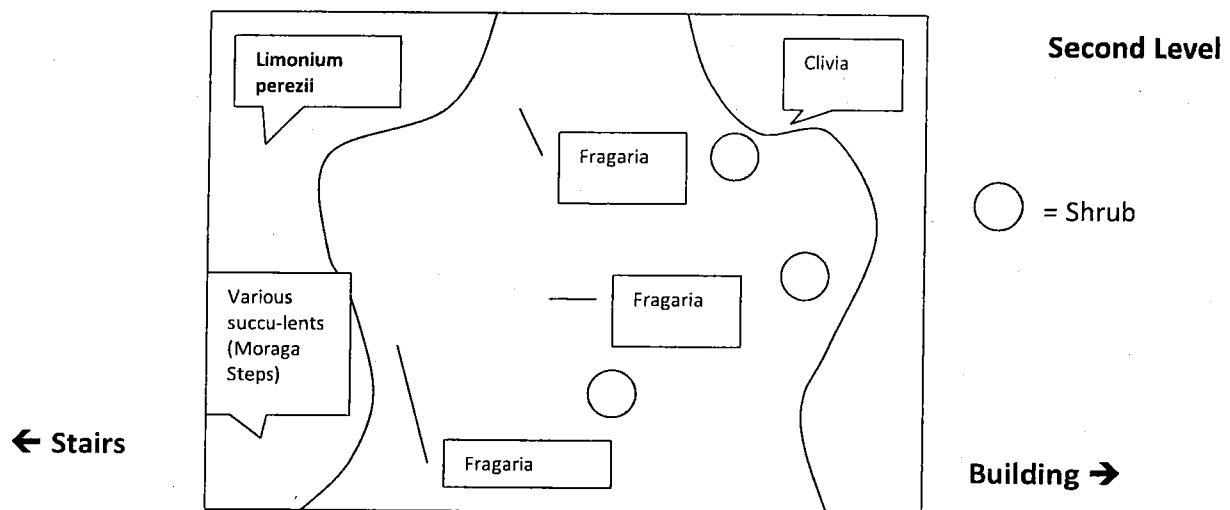 Second Level
Limonium
perezii
Clivia
Fragaria
= Shrub
Fragaria
Various
succu-lents
(Moraga
Steps)
← Stairs
Fragaria
Building →